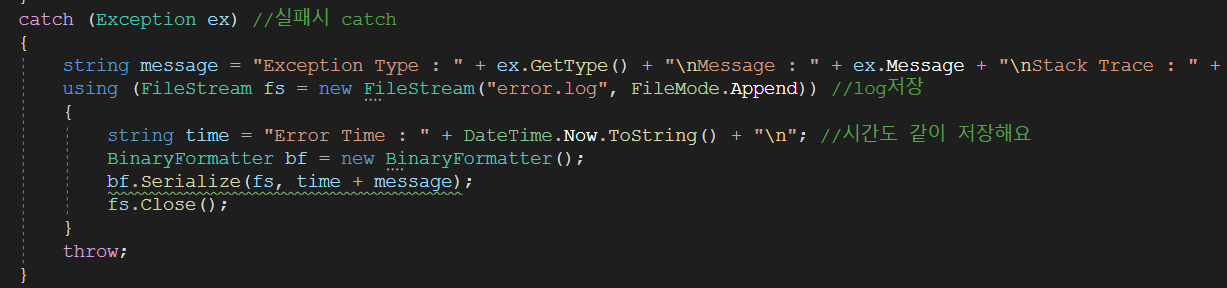 }
catch (Exception ex) //실패시 catch
{
string message = "Exception Type : " + ex.GetType() + "\nMessage : " + ex.Message + "\nStack Trace : " +
using (FileStream fs = new FileStream("error.log", FileMode.Append)) //log저장
{
string time = "Error Time : " + DateTime.Now.ToString() + "\n"; //시간도 같이 저장해요
BinaryFormatter bf = new BinaryFormatter();
bf.Serialize(fs, time + message);
fs.Close();
}
throw;
}